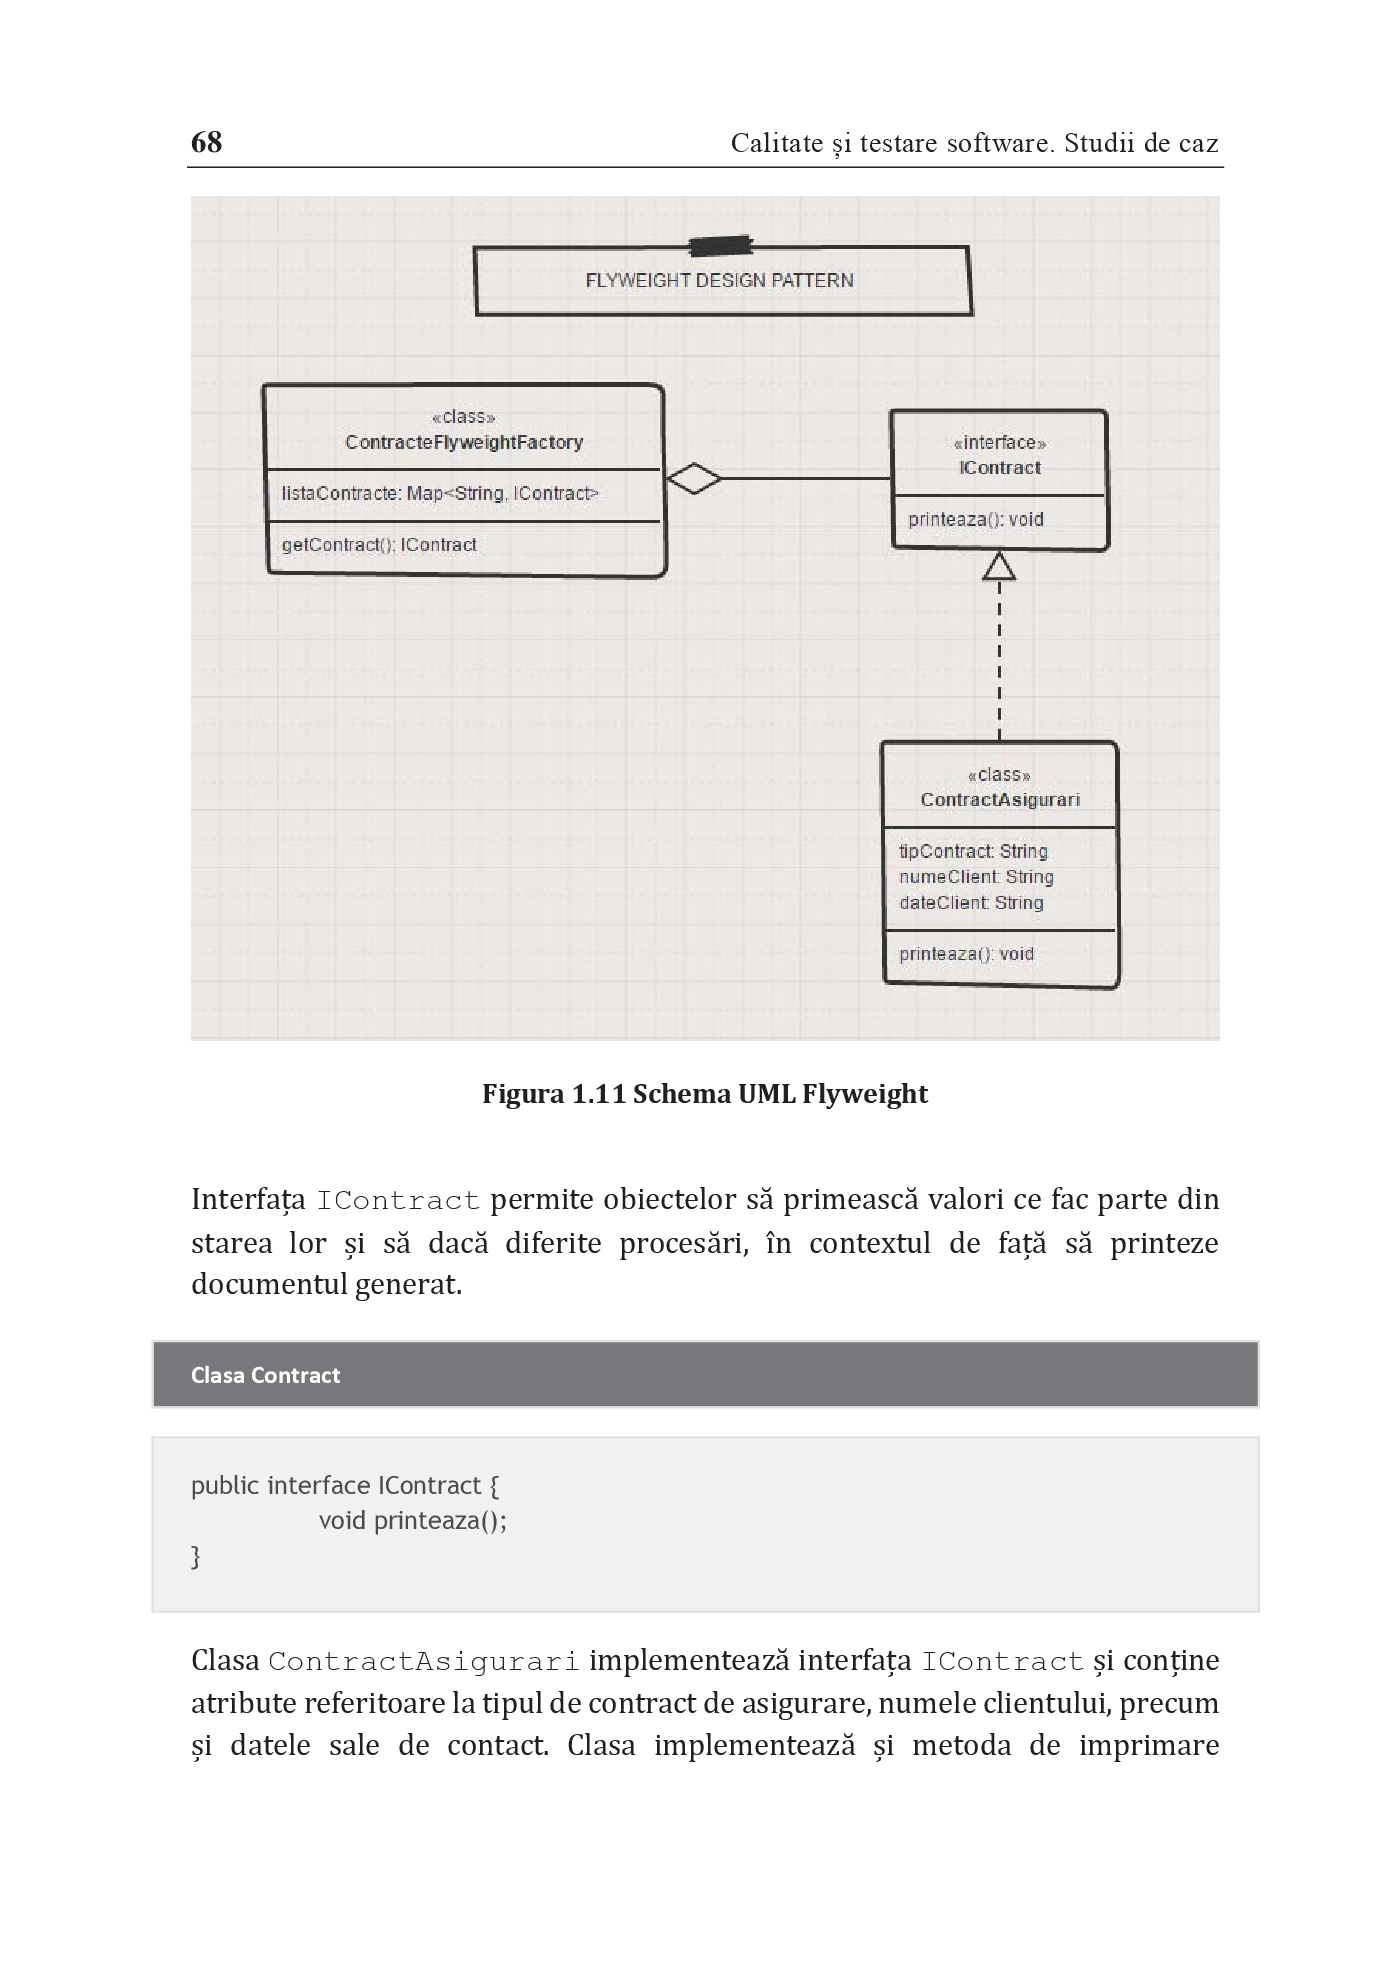 68 Calitate și testare software. Studii de caz
FLYWEIGHT DESIGN PATTERN
«class»
ContracteFlyweightFactory
listaContracte: Map<String, IContract>
getContract(): IContract
«interface»
IContract
printeaza(): void
«class»
ContractAsigurari
tipContract: String
numeClient: String
dateClient: String
printeaza(): void
Figura 1.11 Schema UML Flyweight
Interfața IContract permite obiectelor să primească valori ce fac parte din
starea lor și să dacă diferite procesări, în contextul de față să printeze
documentul generat.
Clasa Contract
public interface IContract {
void printeaza();
}
Clasa ContractAsigurari implementează interfața IContract și conține
atribute referitoare la tipul de contract de asigurare, numele clientului, precum
și datele sale de contact. Clasa implementează și metoda de imprimare